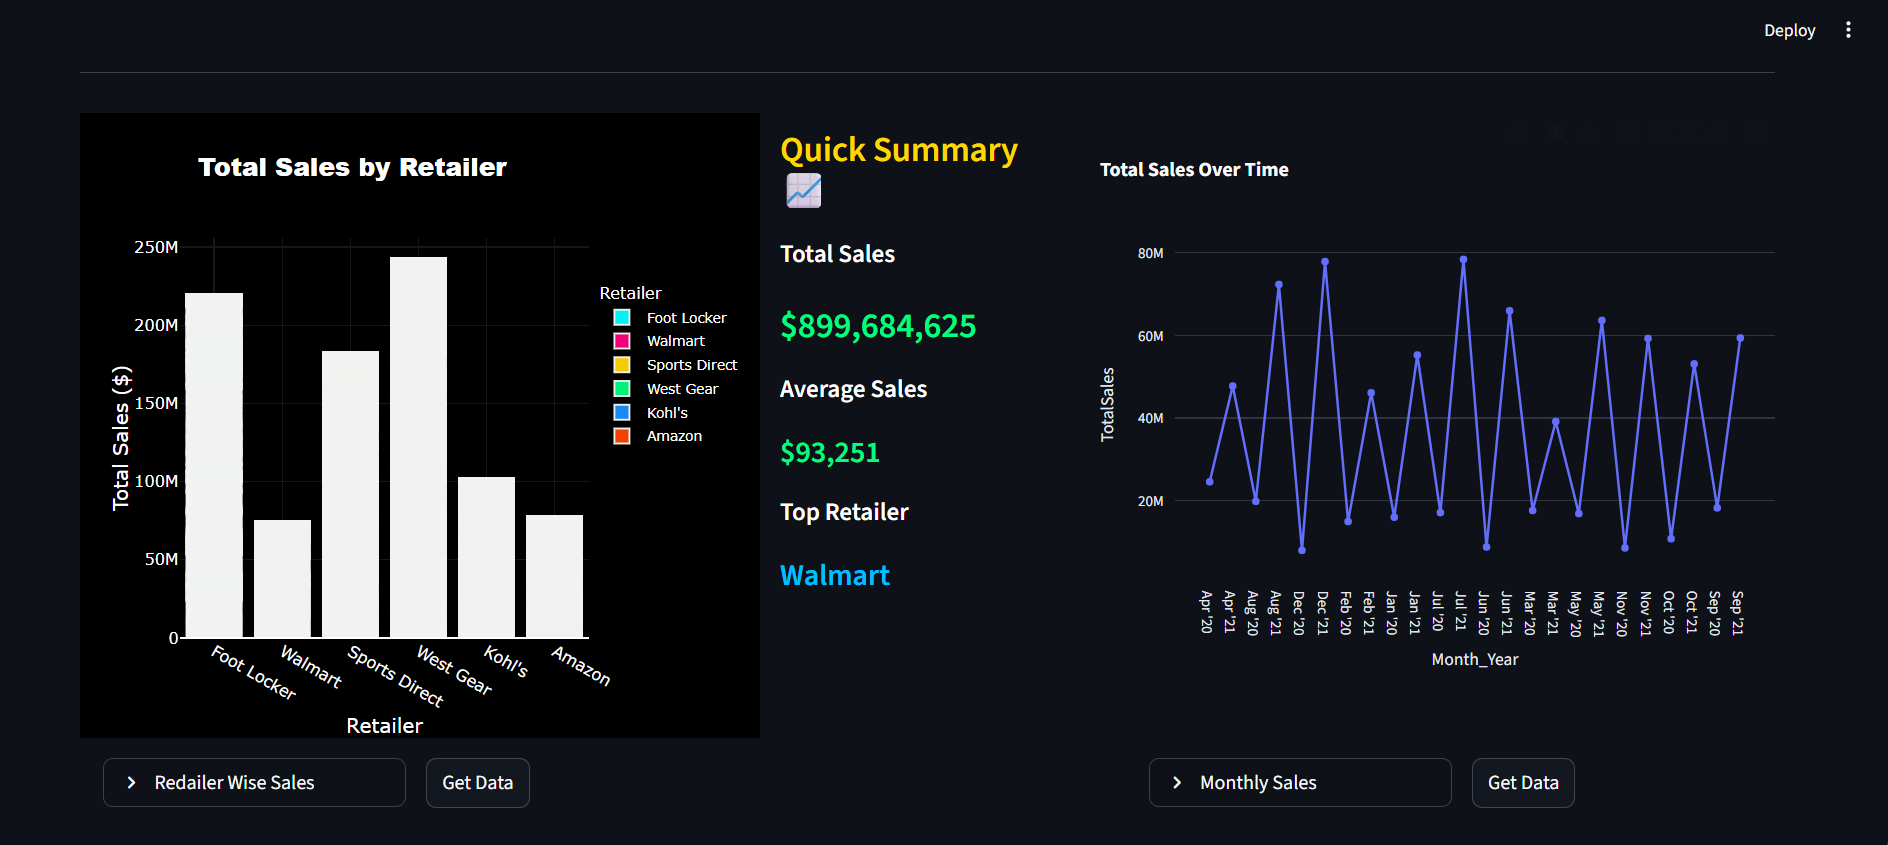 Deploy
Total Sales by Retailer
250M
200M
150M
100M
50M
0
Total Sales ($)
Foot Locker
Walmart
Sports Direct
West Gear
Kohl's
Amazon
Retailer
Retailer
Foot Locker
Walmart
Sports Direct
West Gear
Kohl's
Amazon
Redailer Wise Sales
Get Data
Quick Summary
Total Sales
$899,684,625
Average Sales
$93,251
Top Retailer
Walmart
Total Sales Over Time
80M
60M
40M
20M
TotalSales
Apr '20
Apr '21
Aug '20
Aug '21
Dec '20
Dec '21
Feb '20
Feb '21
Jan '20
Jan '21
Jul '20
Jul '21
Jun '20
Jun '21
Mar '20
Mar '21
May '20
May '21
Nov '20
Nov '21
Oct '20
Oct '21
Sep '20
Sep '21
Month_Year
Monthly Sales
Get Data